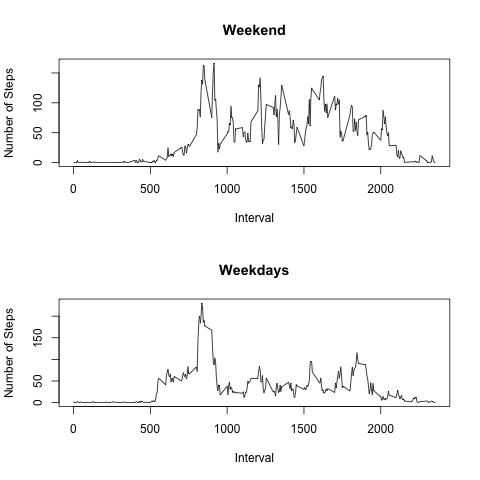 Weekend
Number of Steps
100
50
0
0 500 1000 1500 2000
Interval
Weekdays
Number of Steps
150
50
0
0 500 1000 1500 2000
Interval